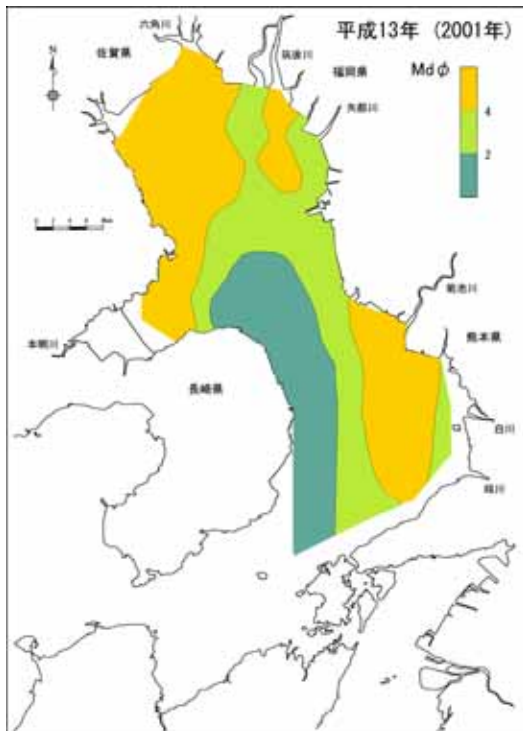 平成13年 (2001年)
六角川
佐賀県
筑後川
福岡県
Mdφ
矢部川
4
2
N
菊池川
熊本県
本明川
長崎県
白川
緑川